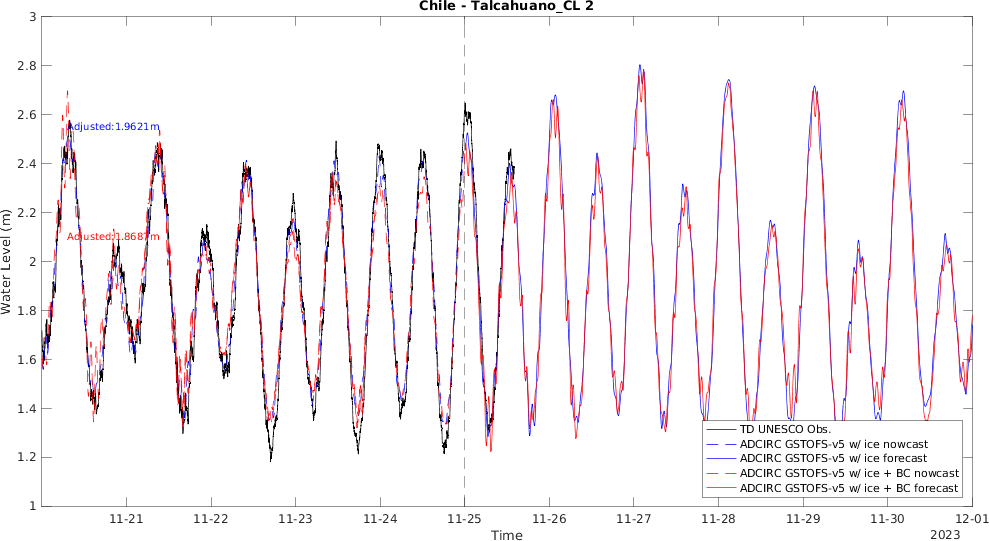 Chile - Talcahuano_CL 2
3
2.8
2.6
2.4
2.2
2
1.8
1.6
1.4
1.2
1
Water Level (m)
Adjusted:1.9621m
Adjusted:1.8687m
TD UNESCO Obs.
ADCIRC GSTOFS-v5 w/ ice nowcast
ADCIRC GSTOFS-v5 w/ ice forecast
ADCIRC GSTOFS-v5 w/ ice + BC nowcast
ADCIRC GSTOFS-v5 w/ ice + BC forecast
11-21 11-22 11-23 11-24 11-25 11-26 11-27 11-28 11-29 11-30 12-01
Time
2023